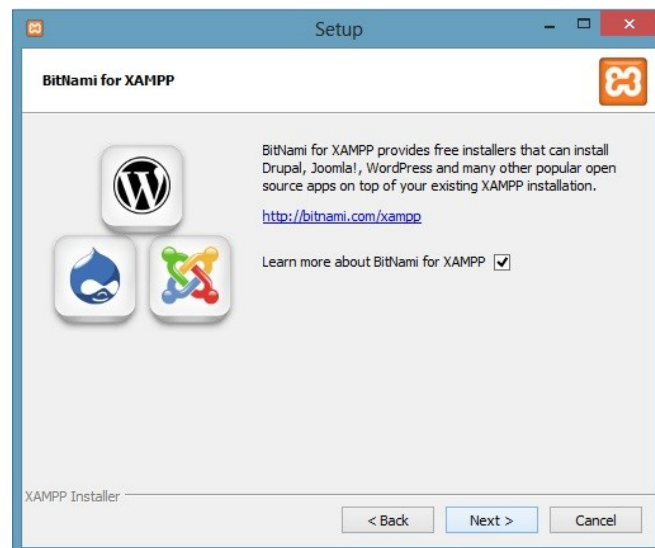 Setup
BitNami for XAMPP
BitNami for XAMPP provides free installers that can install
Drupal, Joomla!, WordPress and many other popular open
source apps on top of your existing XAMPP installation.
http://bitnami.com/xampp
Learn more about BitNami for XAMPP
XAMPP Installer
< Back Next > Cancel